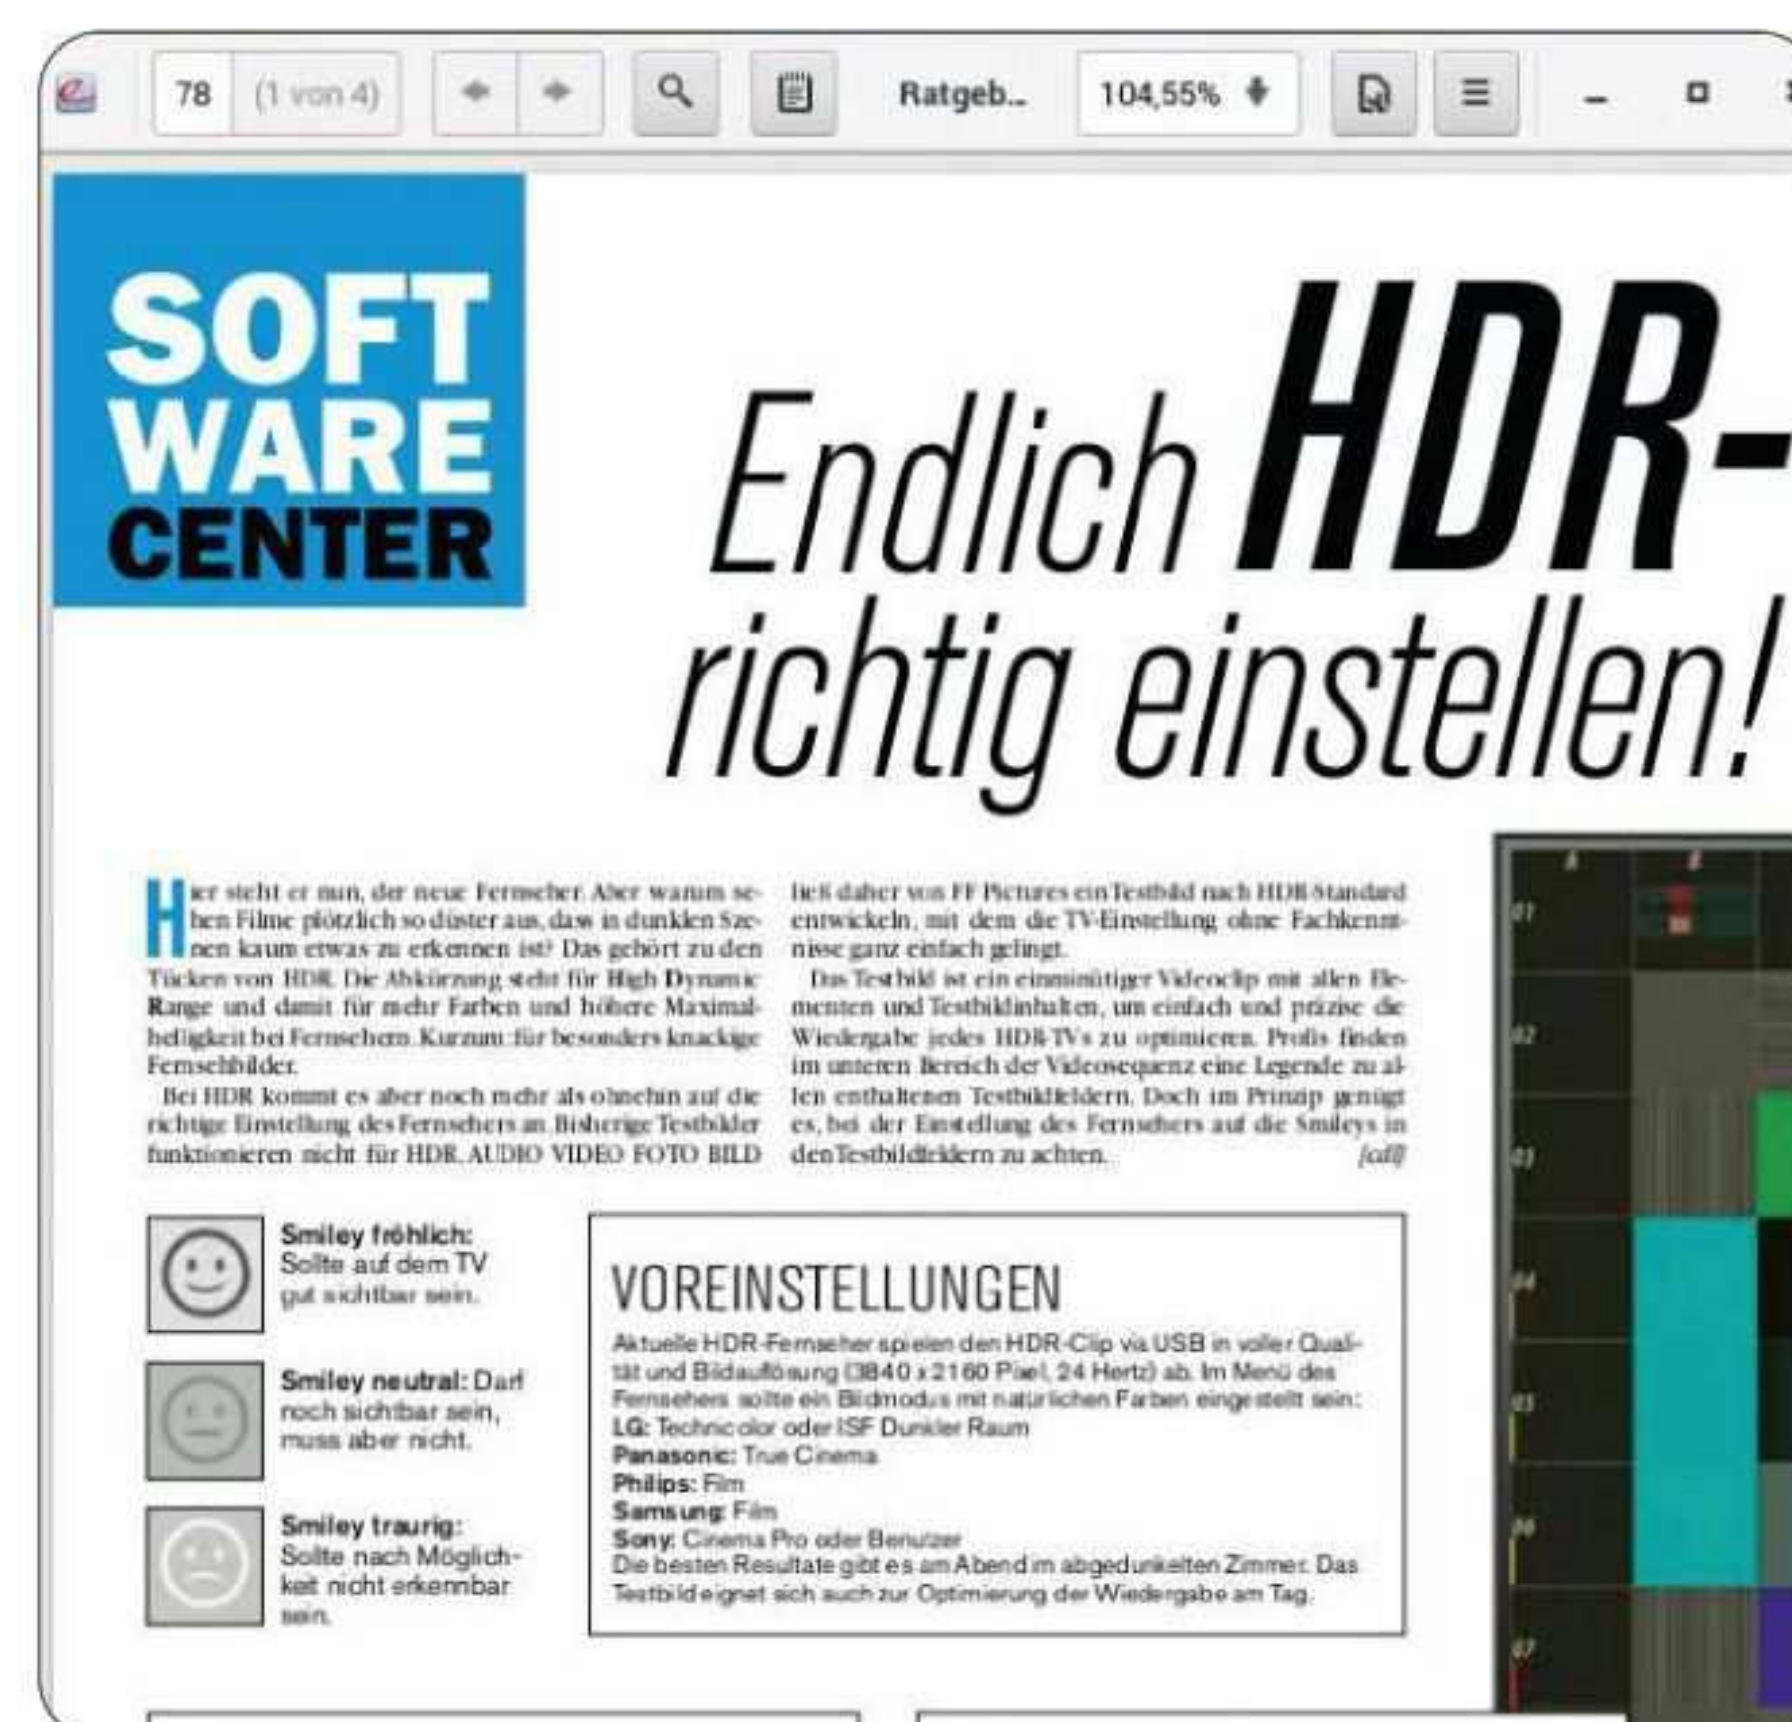 78 (1 von 4) Ratgeb... 104,55%
SOFT
WARE
CENTER
Endlich HDR-
richtig einstellen!
Hier steht er nun, der neue Fernseher. Aber warum se-
hen Filme plötzlich so düster aus, dass in dunklen Sze-
nen kaum etwas zu erkennen ist? Das gehört zu den
Tücken von HDR. Die Abkürzung steht für High Dynamic
Range und damit für mehr Farben und höhere Maximal-
helligkeit bei Fernsehern. Kurzum: für besonders knackige
Fernsehbilder.
Bei HDR kommt es aber noch mehr als ohnehin auf die
richtige Einstellung des Fernsehers an. Bisherige Testbilder
funktionieren nicht für HDR. AUDIO VIDEO FOTO BILD
ließ daher von FF Pictures ein Testbild nach HDR-Standard
entwickeln, mit dem die TV-Einstellung ohne Fachkennt-
nisse ganz einfach gelingt.
Das Testbild ist ein einminütiger Videoclip mit allen Ele-
menten und Testbildinhalten, um einfach und präzise die
Wiedergabe jedes HDR-TVs zu optimieren. Profis finden
im unteren Bereich der Videosequenz eine Legende zu al-
len enthaltenen Testbildfeldern. Doch im Prinzip genügt
es, bei der Einstellung des Fernsehers auf die Smileys in
den Testbildfeldern zu achten.
Smiley fröhlich:
Sollte auf dem TV
gut sichtbar sein.
Smiley neutral: Darf
noch sichtbar sein,
muss aber nicht.
Smiley traurig:
Sollte nach Möglich-
keit nicht erkennbar
sein.
VOREINSTELLUNGEN
Aktuelle HDR-Fernseher spielen den HDR-Clip via USB in voller Quali-
tät und Bildauflösung (3840 x 2160 Pixel, 24 Hertz) ab. Im Menü des
Fernsehers sollte ein Bildmodus mit natürlichen Farben eingestellt sein:
LG: Technicolor oder ISF Dunkler Raum
Panasonic: True Cinema
Philips: Film
Samsung: Film
Sony: Cinema Pro oder Benutzer
Die besten Resultate gibt es am Abend im abgedunkelten Zimmer. Das
Testbild eignet sich auch zur Optimierung der Wiedergabe am Tag.
A B
01
02
03
04
05
06
07